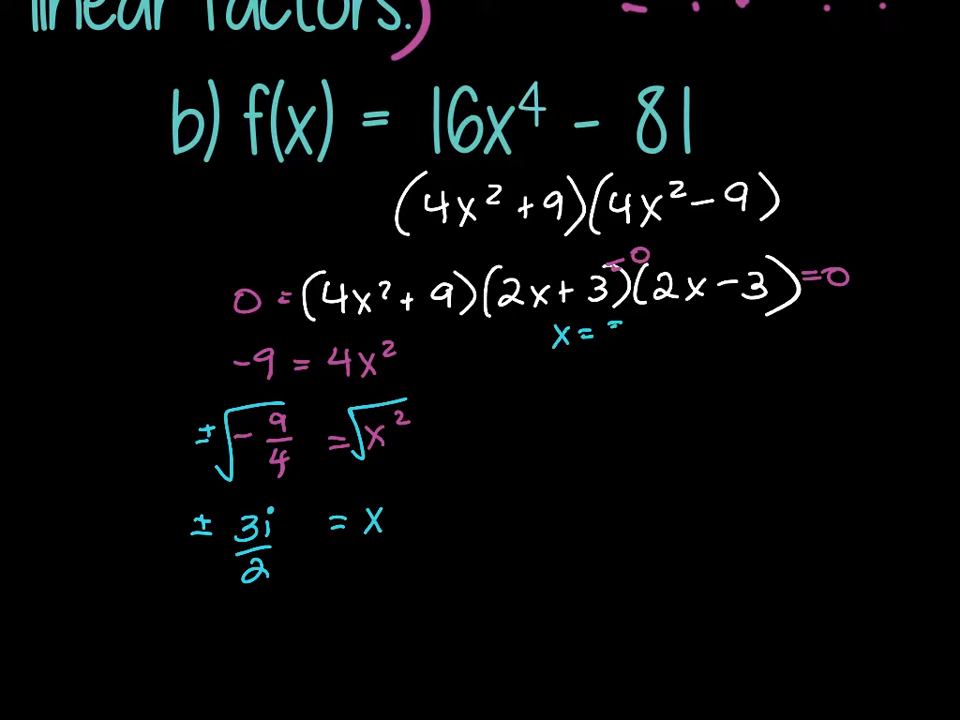 linear factors.)
b) f(x) = 16x⁴ - 81
(4x² + 9)(4x² - 9)
0 = (4x² + 9)(2x + 3)(2x - 3) = 0
= 0
x = -
-9 = 4x²
±√-9/4 = √x²
± 3i/2 = x